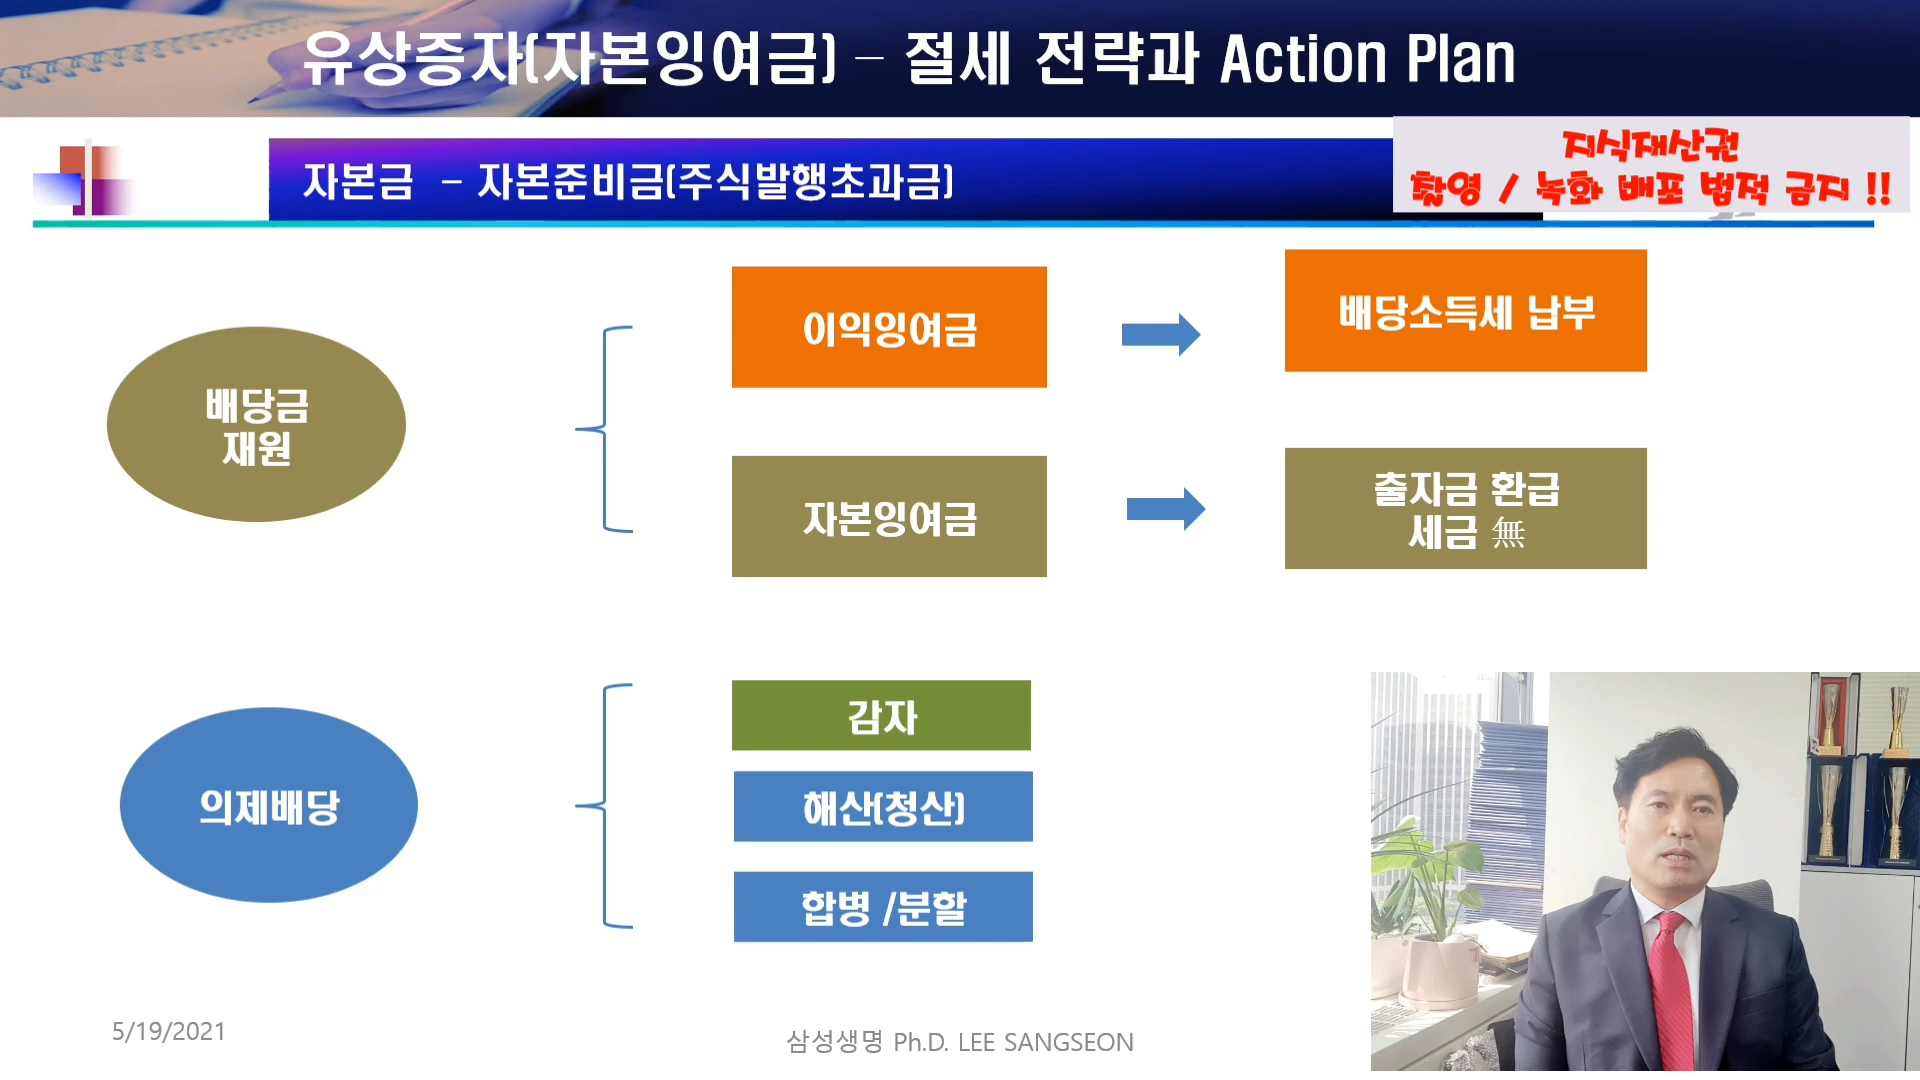 유상증자(자본잉여금) – 절세 전략과 Action Plan
자본금 – 자본준비금(주식발행초과금)
지식재산권
촬영 / 녹화 배포 법적 금지 !!
배당금
재원
이익잉여금
배당소득세 납부
자본잉여금
출자금 환급
세금 無
의제배당
감자
해산(청산)
합병 /분할
5/19/2021
삼성생명 Ph.D. LEE SANGSEON